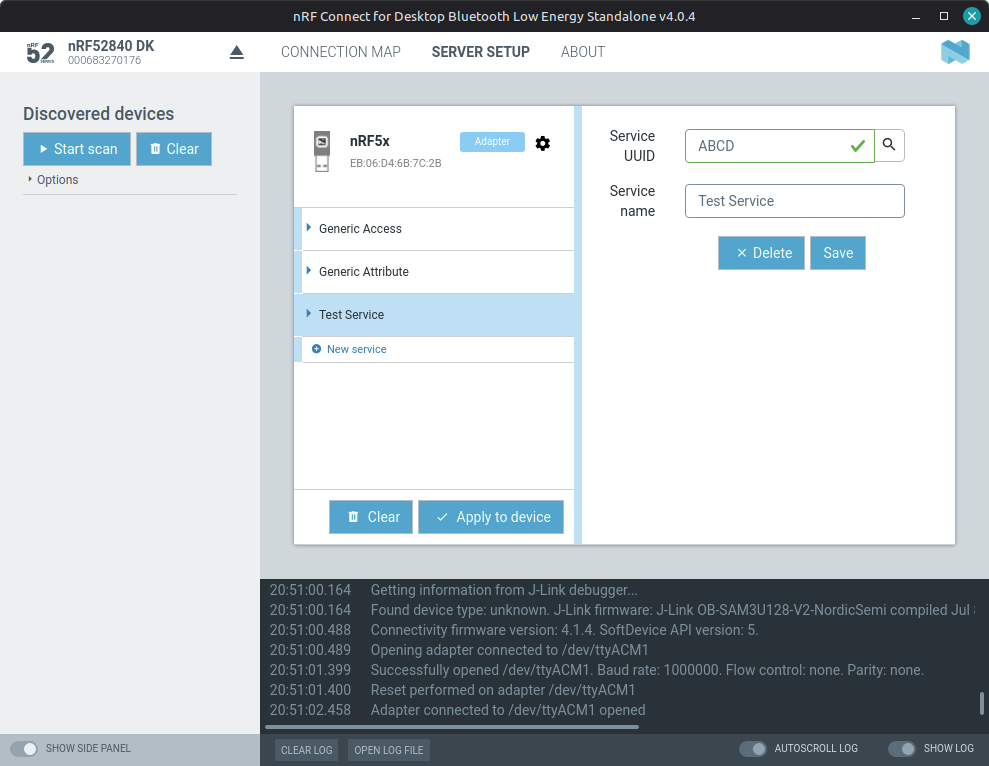 nRF Connect for Desktop Bluetooth Low Energy Standalone v4.0.4
nRF
52
SERIES
nRF52840 DK
000683270176
CONNECTION MAP
SERVER SETUP
ABOUT
Discovered devices
Start scan
Clear
Options
nRF5x
Adapter
EB:06:D4:6B:7C:2B
Generic Access
Generic Attribute
Test Service
New service
Clear
Apply to device
Service UUID
ABCD
Service name
Test Service
Delete
Save
20:51:00.164 Getting information from J-Link debugger...
20:51:00.164 Found device type: unknown. J-Link firmware: J-Link OB-SAM3U128-V2-NordicSemi compiled Jul
20:51:00.488 Connectivity firmware version: 4.1.4. SoftDevice API version: 5.
20:51:00.489 Opening adapter connected to /dev/ttyACM1
20:51:01.399 Successfully opened /dev/ttyACM1. Baud rate: 1000000. Flow control: none. Parity: none.
20:51:01.400 Reset performed on adapter /dev/ttyACM1
20:51:02.458 Adapter connected to /dev/ttyACM1 opened
SHOW SIDE PANEL
CLEAR LOG
OPEN LOG FILE
AUTOSCROLL LOG
SHOW LOG